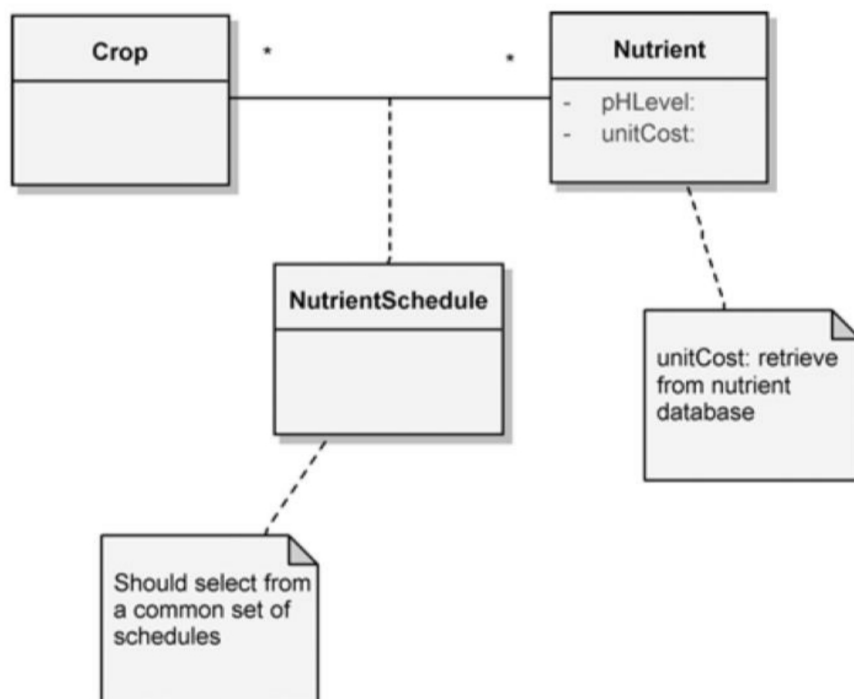 Crop
*
*
Nutrient
- pHLevel:
- unitCost:
NutrientSchedule
unitCost: retrieve
from nutrient
database
Should select from
a common set of
schedules